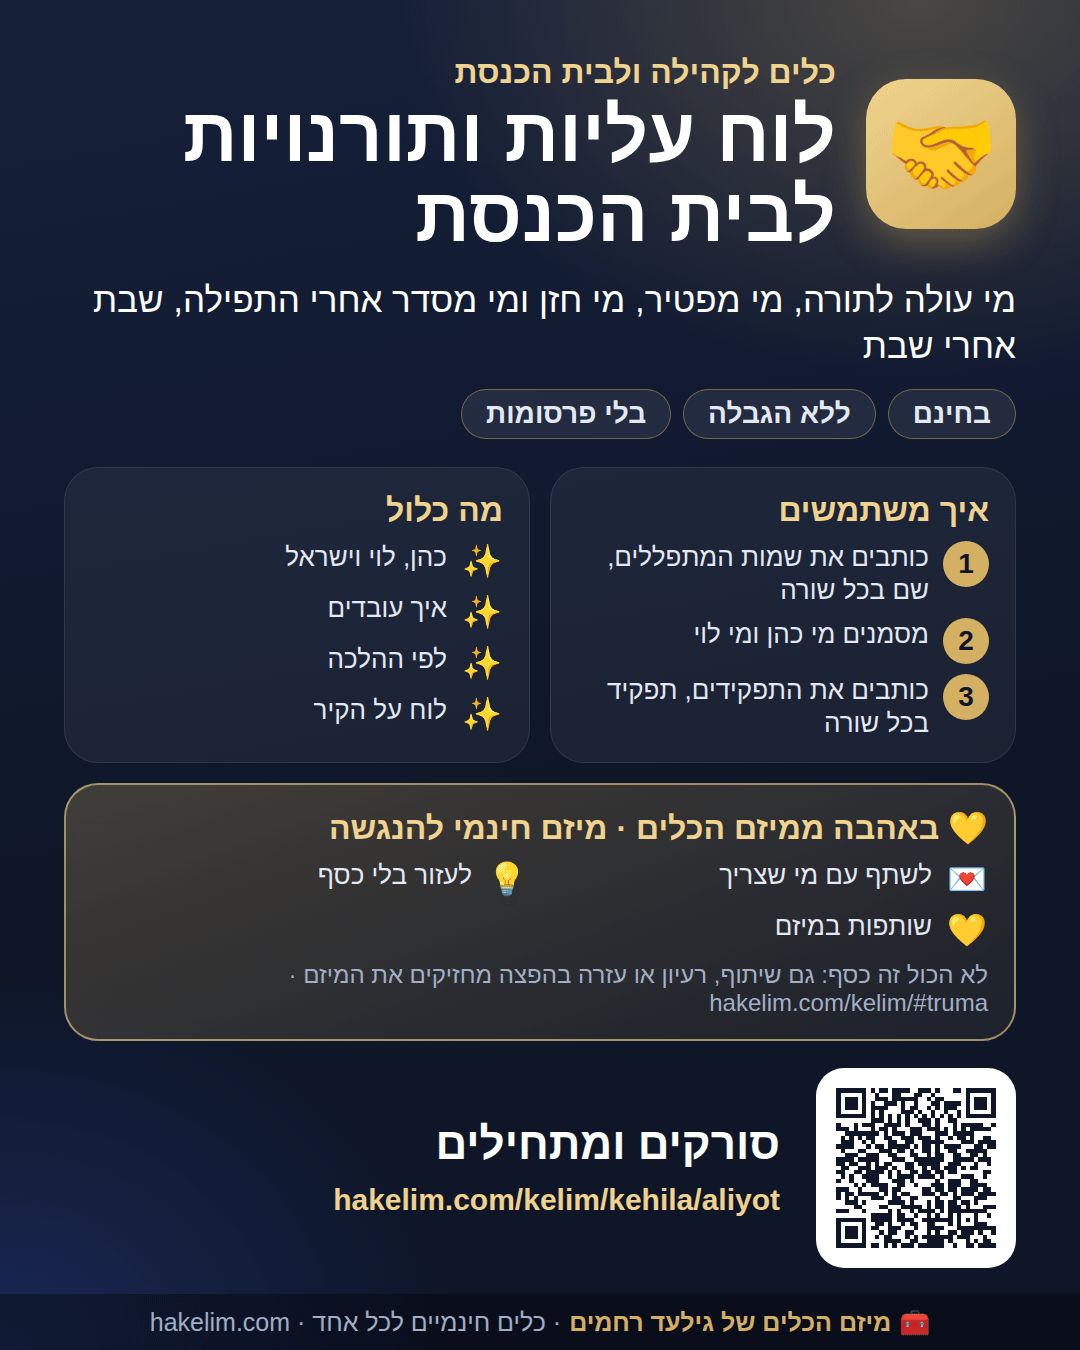 כלים לקהילה ולבית הכנסת
לוח עליות ותורנויות
לבית הכנסת
מי עולה לתורה, מי מפטיר, מי חזן ומי מסדר אחרי התפילה, שבת
אחרי שבת
בחינם
ללא הגבלה
בלי פרסומות
איך משתמשים
1 כותבים את שמות המתפללים,
שם בכל שורה
2 מסמנים מי כהן ומי לוי
3 כותבים את התפקידים, תפקיד
בכל שורה
מה כלול
כהן, לוי וישראל
איך עובדים
לפי ההלכה
לוח על הקיר
באהבה ממיזם הכלים · מיזם חינמי להנגשה
לשתף עם מי שצריך
לעזור בלי כסף
שותפות במיזם
לא הכול זה כסף: גם שיתוף, רעיון או עזרה בהפצה מחזיקים את המיזם ·
hakelim.com/kelim/#truma
סורקים ומתחילים
hakelim.com/kelim/kehila/aliyot
מיזם הכלים של גילעד רחמים · כלים חינמיים לכל אחד · hakelim.com